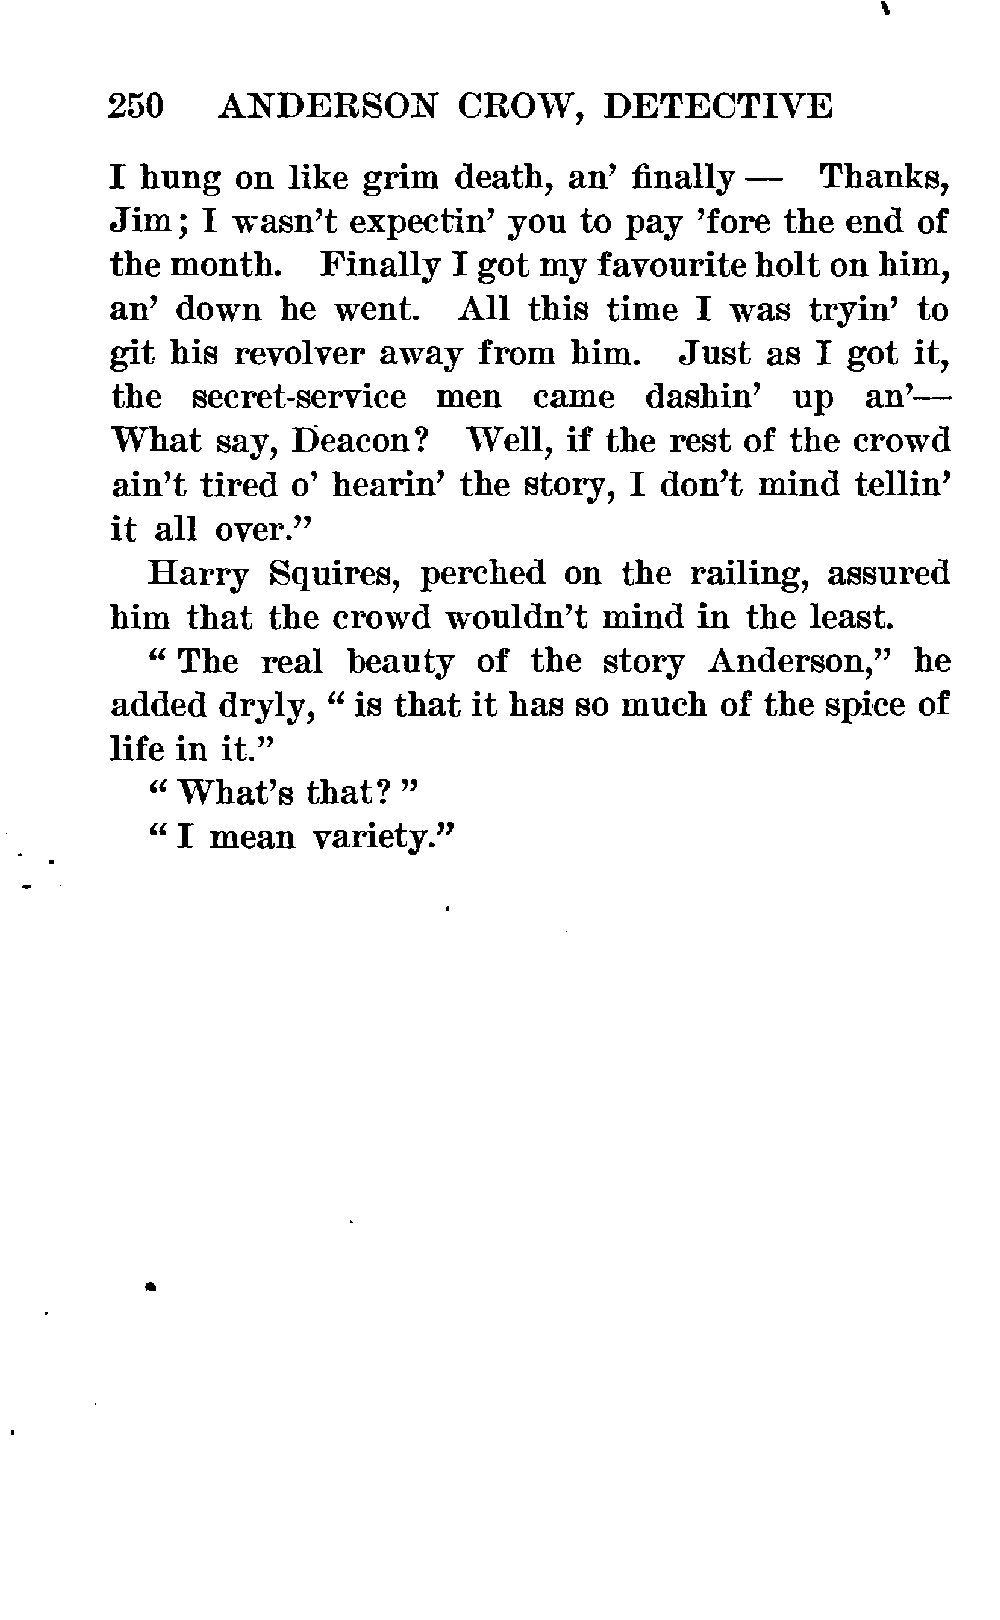 250 ANDERSON CROW, DETECTIVE
I hung on like grim death, an’ finally — Thanks,
Jim; I wasn’t expectin’ you to pay ’fore the end of
the month. Finally I got my favourite holt on him,
an’ down he went. All this time I was tryin’ to
git his revolver away from him. Just as I got it,
the secret-service men came dashin’ up an’—
What say, Deacon? Well, if the rest of the crowd
ain’t tired o’ hearin’ the story, I don’t mind tellin’
it all over.”
Harry Squires, perched on the railing, assured
him that the crowd wouldn’t mind in the least.
“ The real beauty of the story Anderson,” he
added dryly, “ is that it has so much of the spice of
life in it.”
“ What’s that? ”
“ I mean variety.”